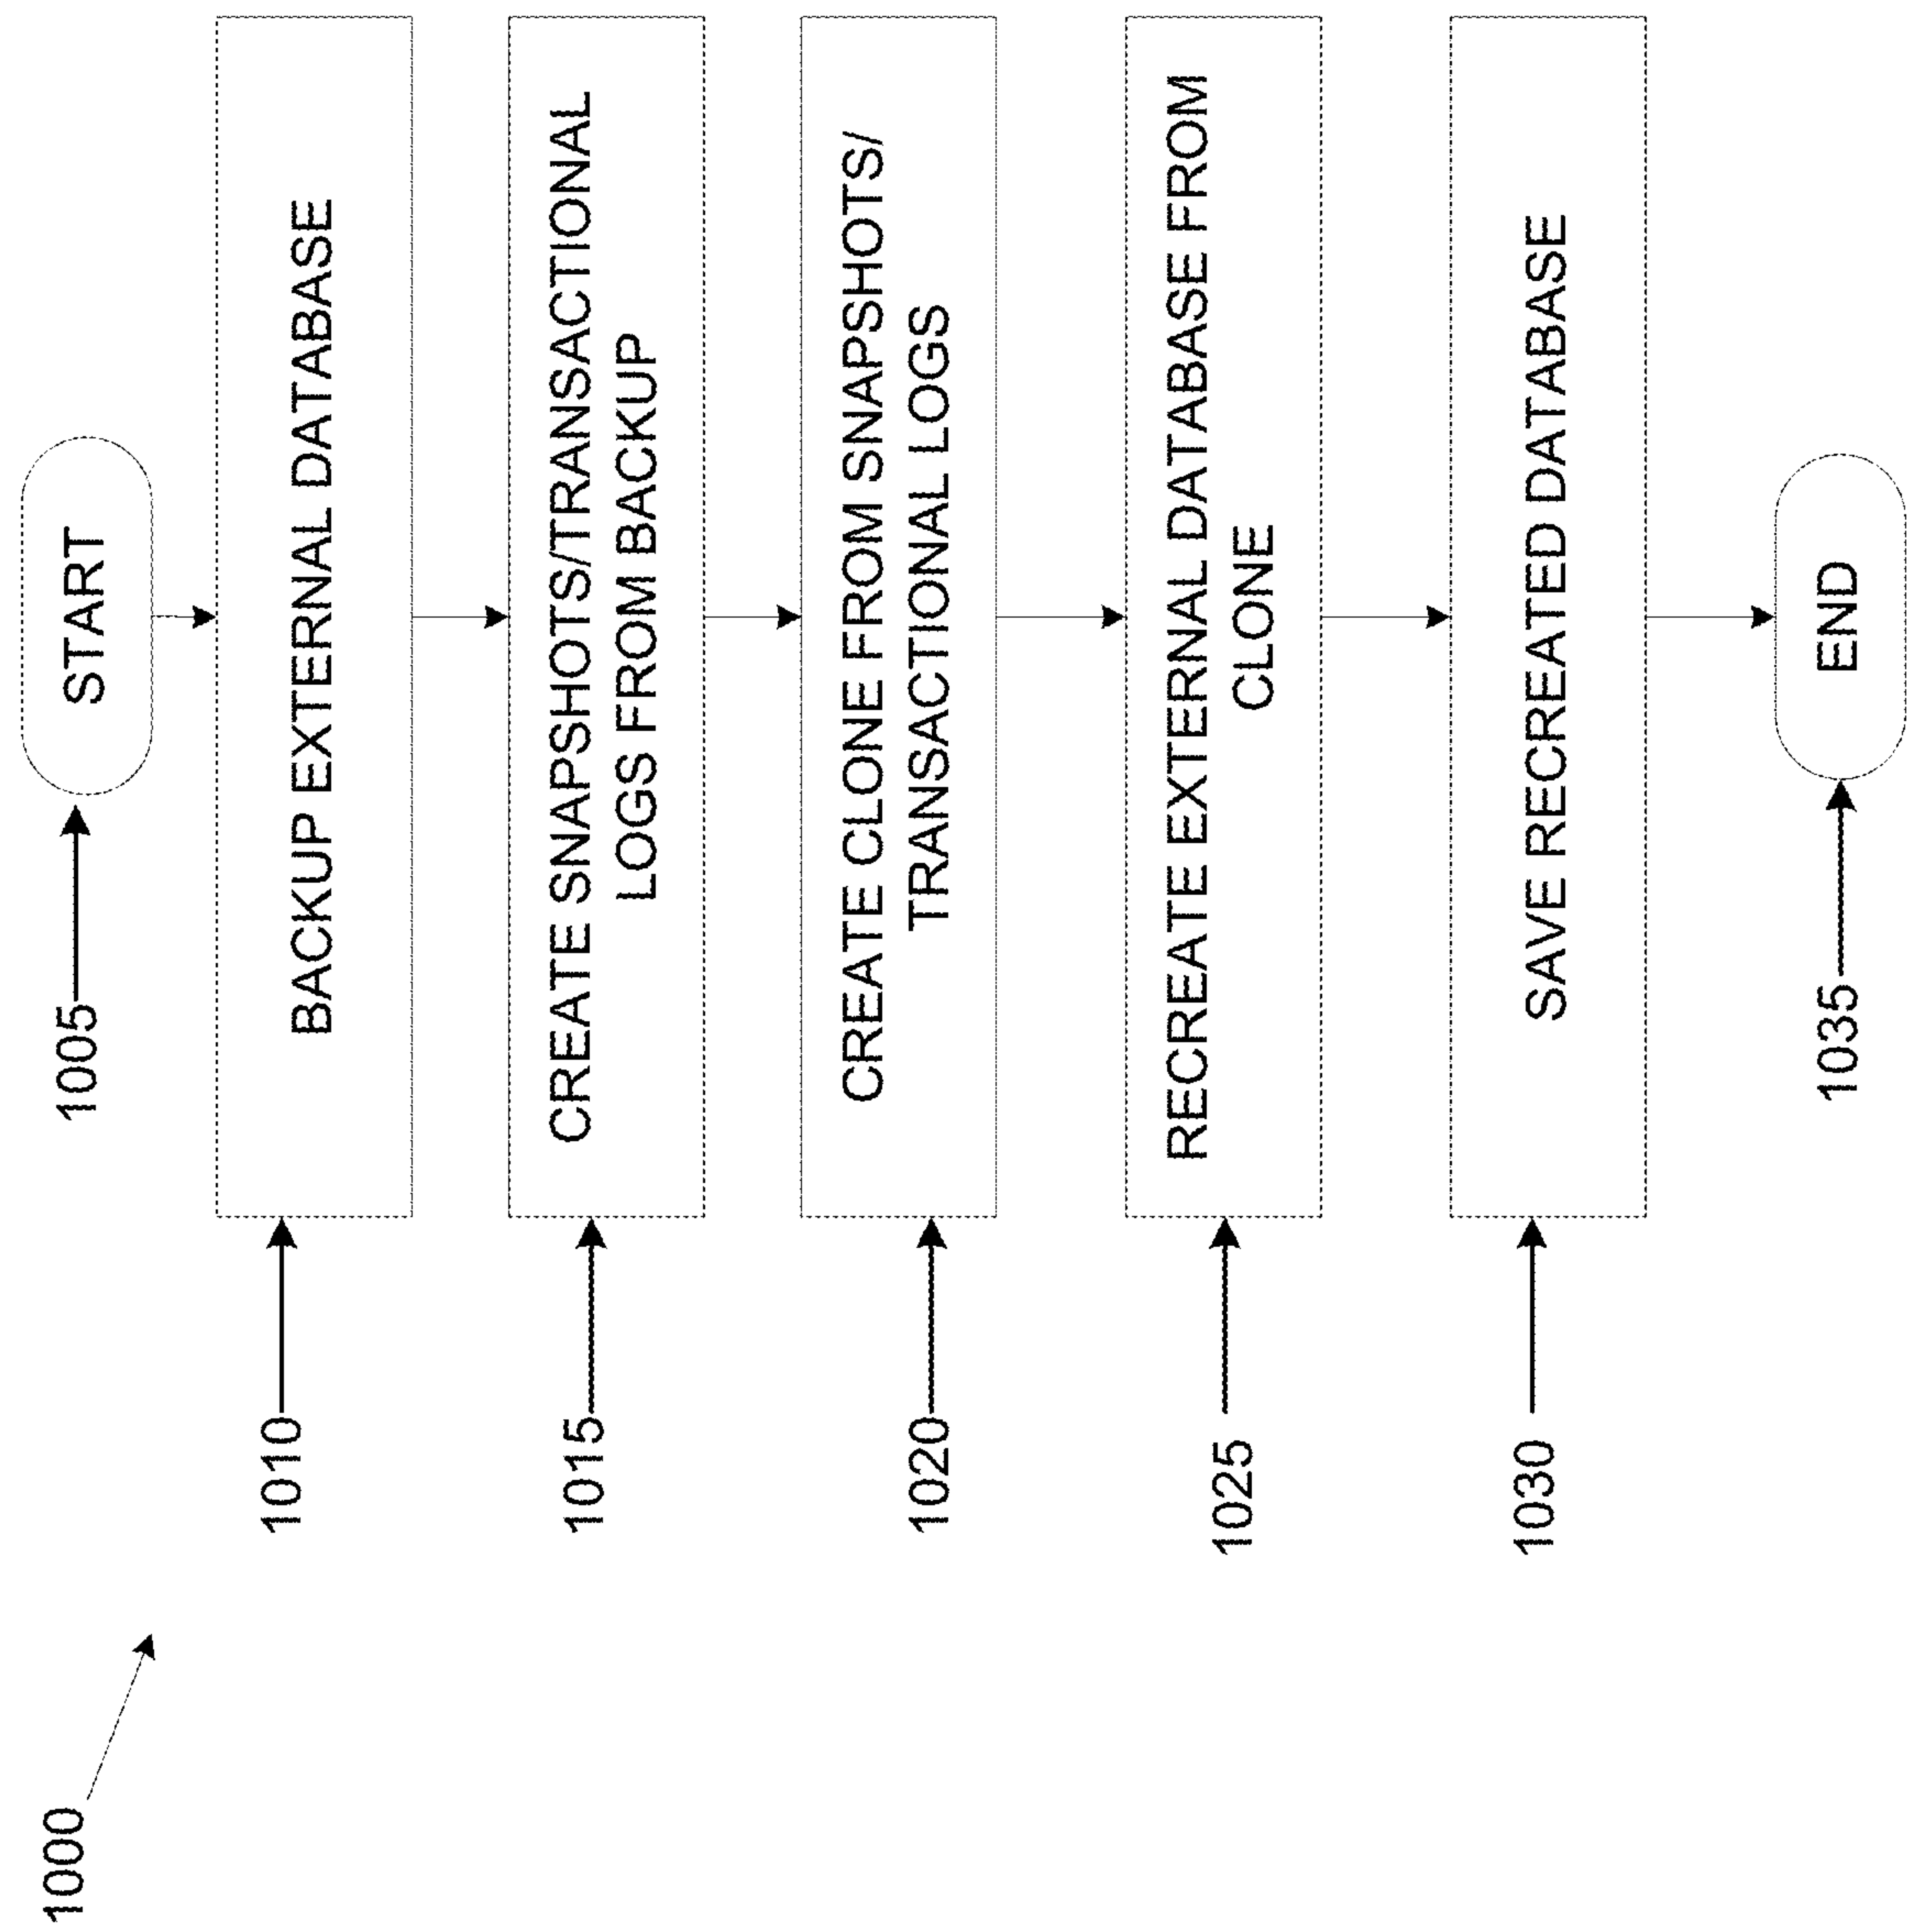 1000
1005
START
1010
BACKUP EXTERNAL DATABASE
1015
CREATE SNAPSHOTS/TRANSACTIONAL
LOGS FROM BACKUP
1020
CREATE CLONE FROM SNAPSHOTS/
TRANSACTIONAL LOGS
1025
RECREATE EXTERNAL DATABASE FROM
CLONE
1030
SAVE RECREATED DATABASE
1035
END